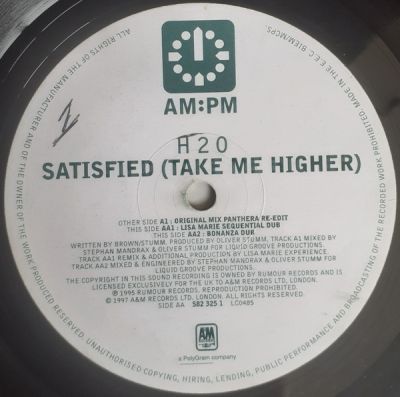 ALL RIGHTS OF THE MANUFACTURER AND OF THE OWNER OF THE WORK PRODUCED RESERVED. UNAUTHORISED COPYING, HIRING, LENDING, PUBLIC PERFORMANCE AND BROADCASTING OF THE RECORDED WORK PROHIBITED. MADE IN THE E.E.C. BIEM/MCPS
AM:PM
H2O
SATISFIED (TAKE ME HIGHER)
OTHER SIDE A1 : ORIGINAL MIX PANTHERA RE-EDIT
THIS SIDE AA1 : LISA MARIE SEQUENTIAL DUB
THIS SIDE AA2 : BONANZA DUB
WRITTEN BY BROWN/STUMM. PRODUCED BY OLIVER STUMM. TRACK A1 MIXED BY
STEPHAN MANDRAX & OLIVER STUMM FOR LIQUID GROOVE PRODUCTIONS.
TRACK AA1 REMIX & ADDITIONAL PRODUCTION BY LISA MARIE EXPERIENCE.
TRACK AA2 MIXED & ENGINEERED BY STEPHAN MANDRAX & OLIVER STUMM FOR
LIQUID GROOVE PRODUCTIONS.
THE COPYRIGHT IN THIS SOUND RECORDING IS OWNED BY RUMOUR RECORDS AND IS
LICENSED EXCLUSIVELY FOR THE UK TO A&M RECORDS LTD. LONDON.
℗ 1995 RUMOUR RECORDS. REPRODUCTION PROHIBITED.
© 1997 A&M RECORDS LTD. LONDON. ALL RIGHTS RESERVED.
SIDE AA 582 325 1 LC0485
A&M
RECORDS
a PolyGram company